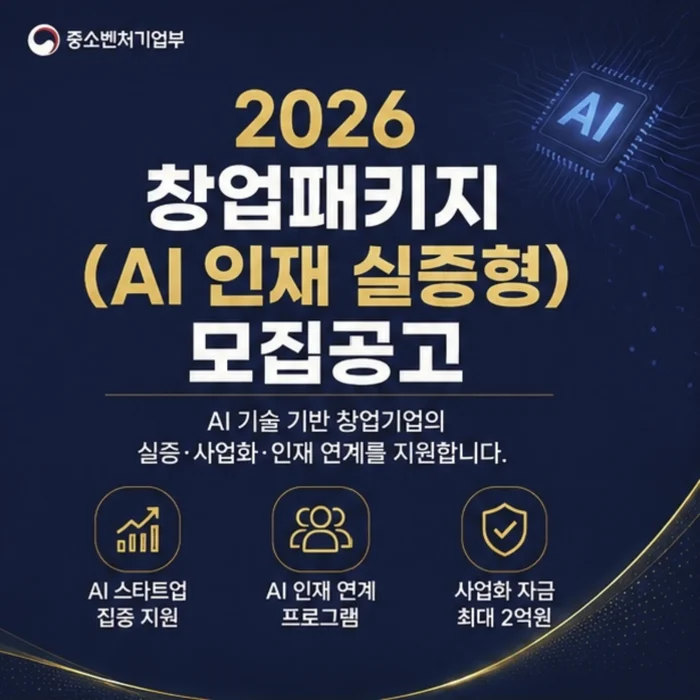 중소벤처기업부
AI
2026
창업패키지
(AI 인재 실증형)
모집공고
AI 기술 기반 창업기업의
실증·사업화·인재 연계를 지원합니다.
AI 스타트업
집중 지원
AI 인재 연계
프로그램
사업화 자금
최대 2억원